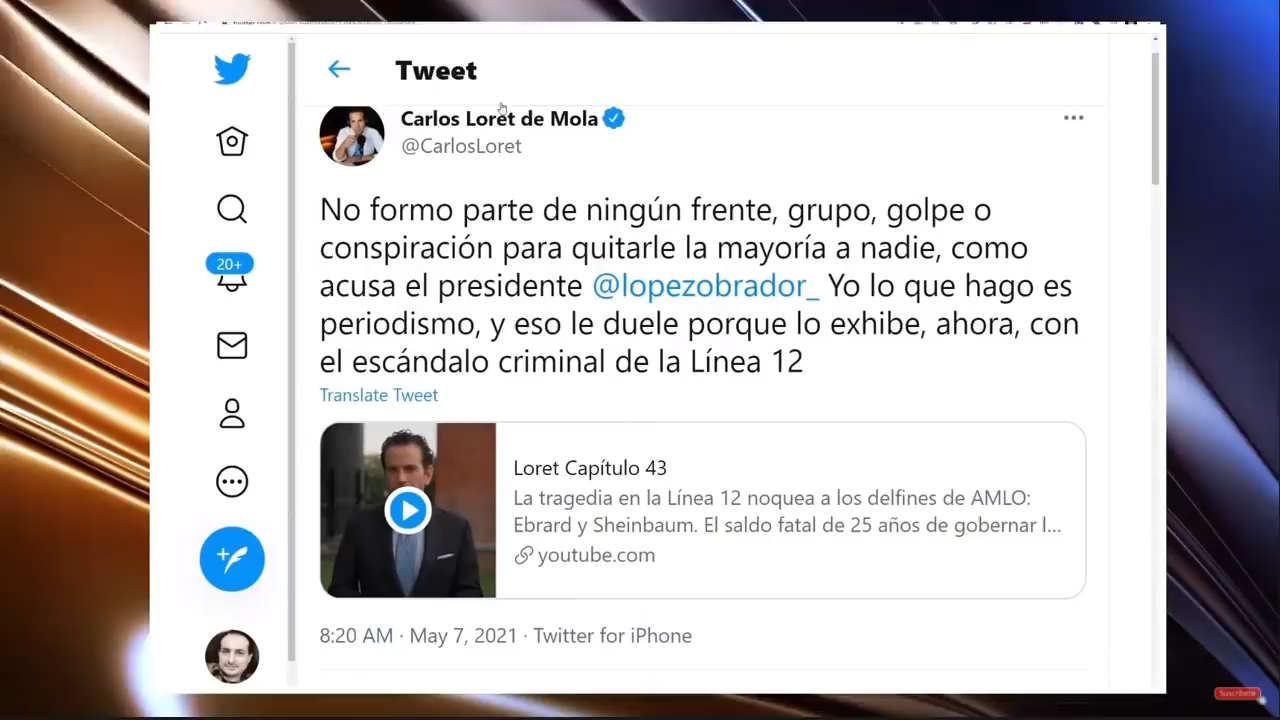 Tweet
Carlos Loret de Mola
@CarlosLoret
No formo parte de ningún frente, grupo, golpe o
conspiración para quitarle la mayoría a nadie, como
acusa el presidente @lopezobrador_ Yo lo que hago es
periodismo, y eso le duele porque lo exhibe, ahora, con
el escándalo criminal de la Línea 12
Translate Tweet
20+
Loret Capítulo 43
La tragedia en la Línea 12 noquea a los delfines de AMLO:
Ebrard y Sheinbaum. El saldo fatal de 25 años de gobernar l...
youtube.com
8:20 AM · May 7, 2021 · Twitter for iPhone
Suscríbete